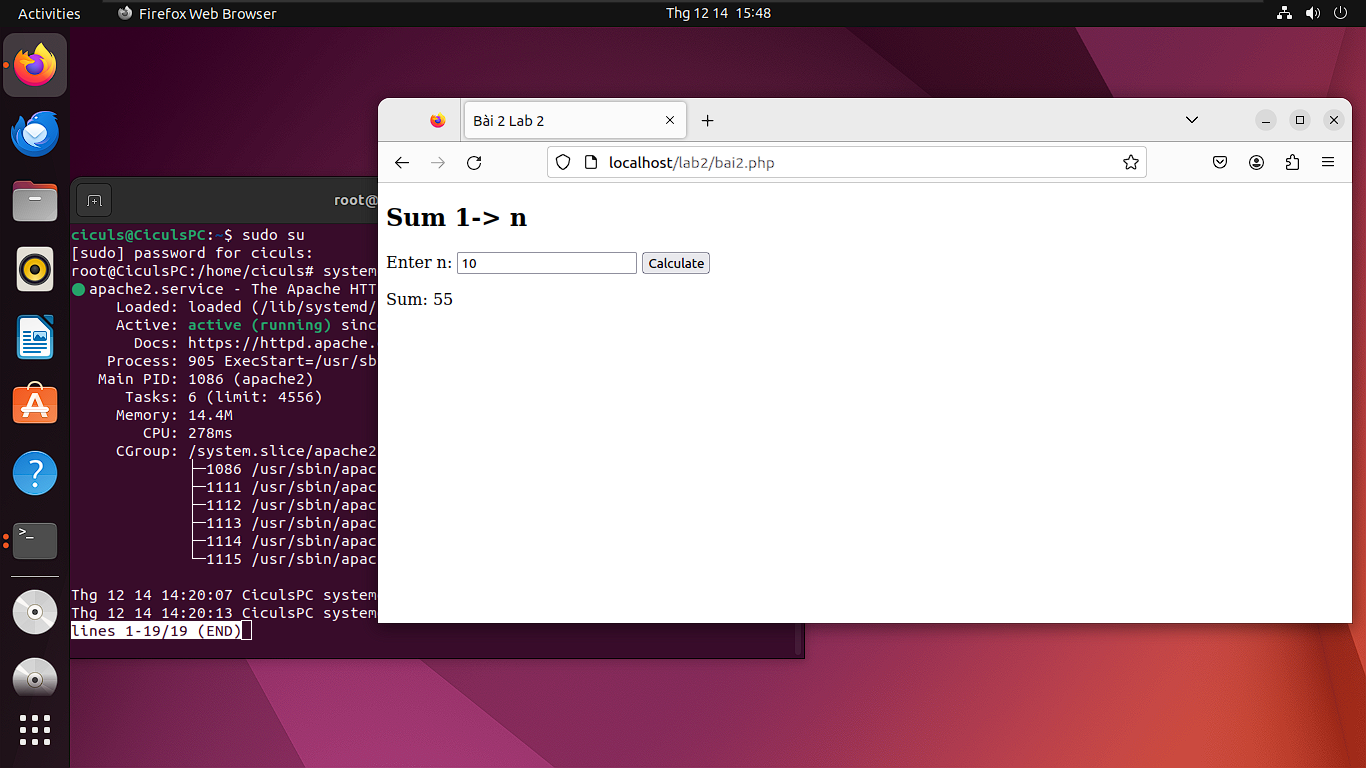 Activities
Firefox Web Browser
Thg 12 14 15:48
Bài 2 Lab 2
localhost/lab2/bai2.php
Sum 1-> n
Enter n: 10 Calculate
Sum: 55
root@
ciculs@CiculsPC:~$ sudo su
[sudo] password for ciculs:
root@CiculsPC:/home/ciculs# system
apache2.service - The Apache HTT
Loaded: loaded (/lib/systemd/
Active: active (running) sinc
Docs: https://httpd.apache.
Process: 905 ExecStart=/usr/sb
Main PID: 1086 (apache2)
Tasks: 6 (limit: 4556)
Memory: 14.4M
CPU: 278ms
CGroup: /system.slice/apache2
├─1086 /usr/sbin/apac
├─1111 /usr/sbin/apac
├─1112 /usr/sbin/apac
├─1113 /usr/sbin/apac
├─1114 /usr/sbin/apac
└─1115 /usr/sbin/apac
Thg 12 14 14:20:07 CiculsPC system
Thg 12 14 14:20:13 CiculsPC system
lines 1-19/19 (END)